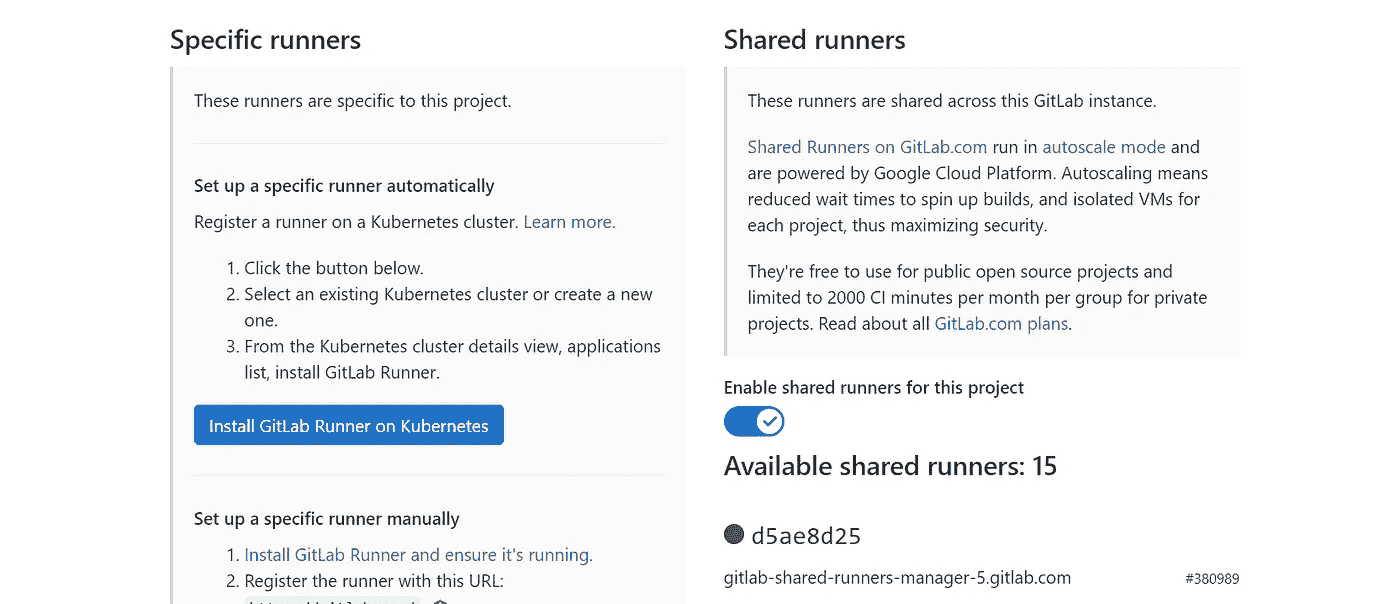 Specific runners
These runners are specific to this project.
Set up a specific runner automatically
Register a runner on a Kubernetes cluster. Learn more.
1. Click the button below.
2. Select an existing Kubernetes cluster or create a new
one.
3. From the Kubernetes cluster details view, applications
list, install GitLab Runner.
Install GitLab Runner on Kubernetes
Set up a specific runner manually
1. Install GitLab Runner and ensure it's running.
2. Register the runner with this URL:
Shared runners
These runners are shared across this GitLab instance.
Shared Runners on GitLab.com run in autoscale mode and
are powered by Google Cloud Platform. Autoscaling means
reduced wait times to spin up builds, and isolated VMs for
each project, thus maximizing security.
They're free to use for public open source projects and
limited to 2000 CI minutes per month per group for private
projects. Read about all GitLab.com plans.
Enable shared runners for this project
Available shared runners: 15
d5ae8d25
gitlab-shared-runners-manager-5.gitlab.com
#380989